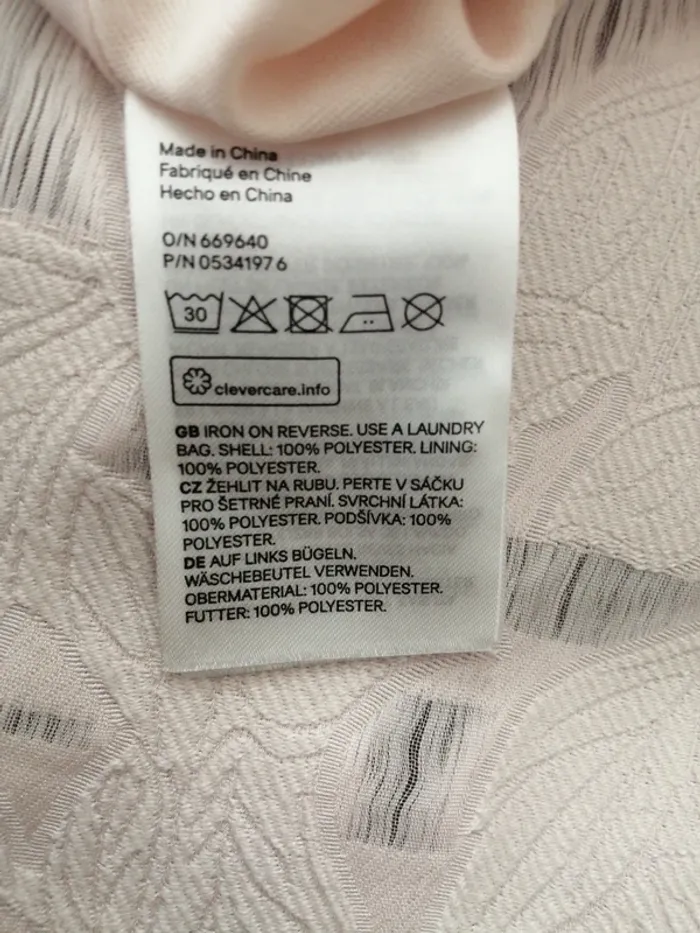 Made in China
Fabriqué en Chine
Hecho en China
O/N 669640
P/N 0534197 6
30
clevercare.info
GB IRON ON REVERSE. USE A LAUNDRY
BAG. SHELL: 100% POLYESTER. LINING:
100% POLYESTER.
CZ ŽEHLIT NA RUBU. PERTE V SÁČKU
PRO ŠETRNÉ PRANÍ. SVRCHNÍ LÁTKA:
100% POLYESTER. PODŠÍVKA: 100%
POLYESTER.
DE AUF LINKS BÜGELN.
WÄSCHEBEUTEL VERWENDEN.
OBERMATERIAL: 100% POLYESTER.
FUTTER: 100% POLYESTER.